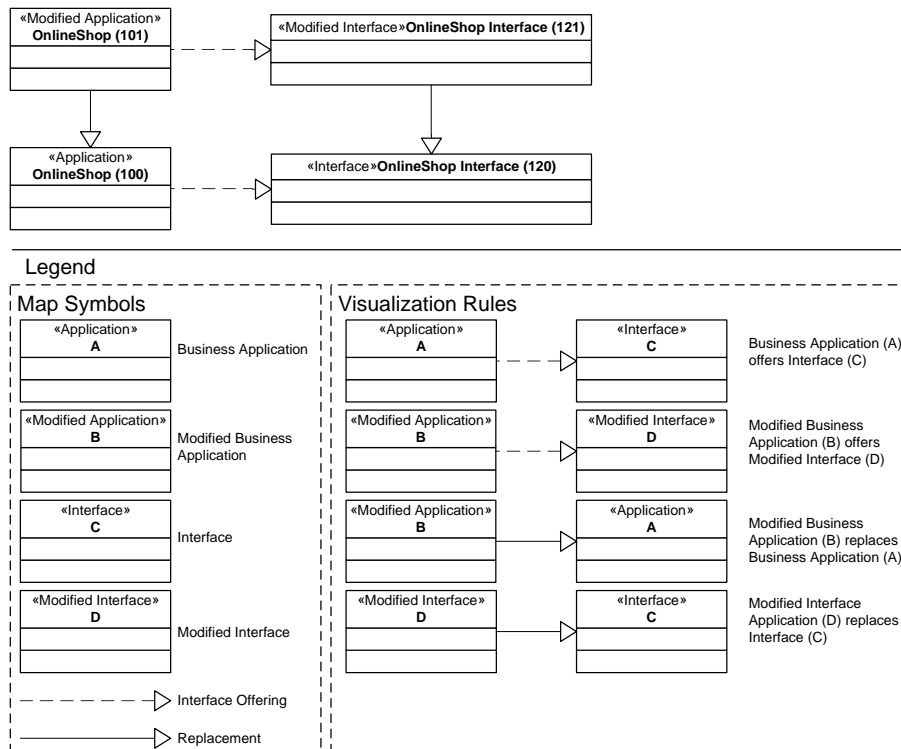 «Modified Application»
OnlineShop (101)
«Modified Interface»OnlineShop Interface (121)
«Application»
OnlineShop (100)
«Interface»OnlineShop Interface (120)
Legend
Map Symbols
«Application»
A
Business Application
«Modified Application»
B
Modified Business
Application
«Interface»
C
Interface
«Modified Interface»
D
Modified Interface
Interface Offering
Replacement
Visualization Rules
«Application»
A
«Interface»
C
Business Application (A)
offers Interface (C)
«Modified Application»
B
«Modified Interface»
D
Modified Business
Application (B) offers
Modified Interface (D)
«Modified Application»
B
«Application»
A
Modified Business
Application (B) replaces
Business Application (A)
«Modified Interface»
D
«Interface»
C
Modified Interface
Application (D) replaces
Interface (C)